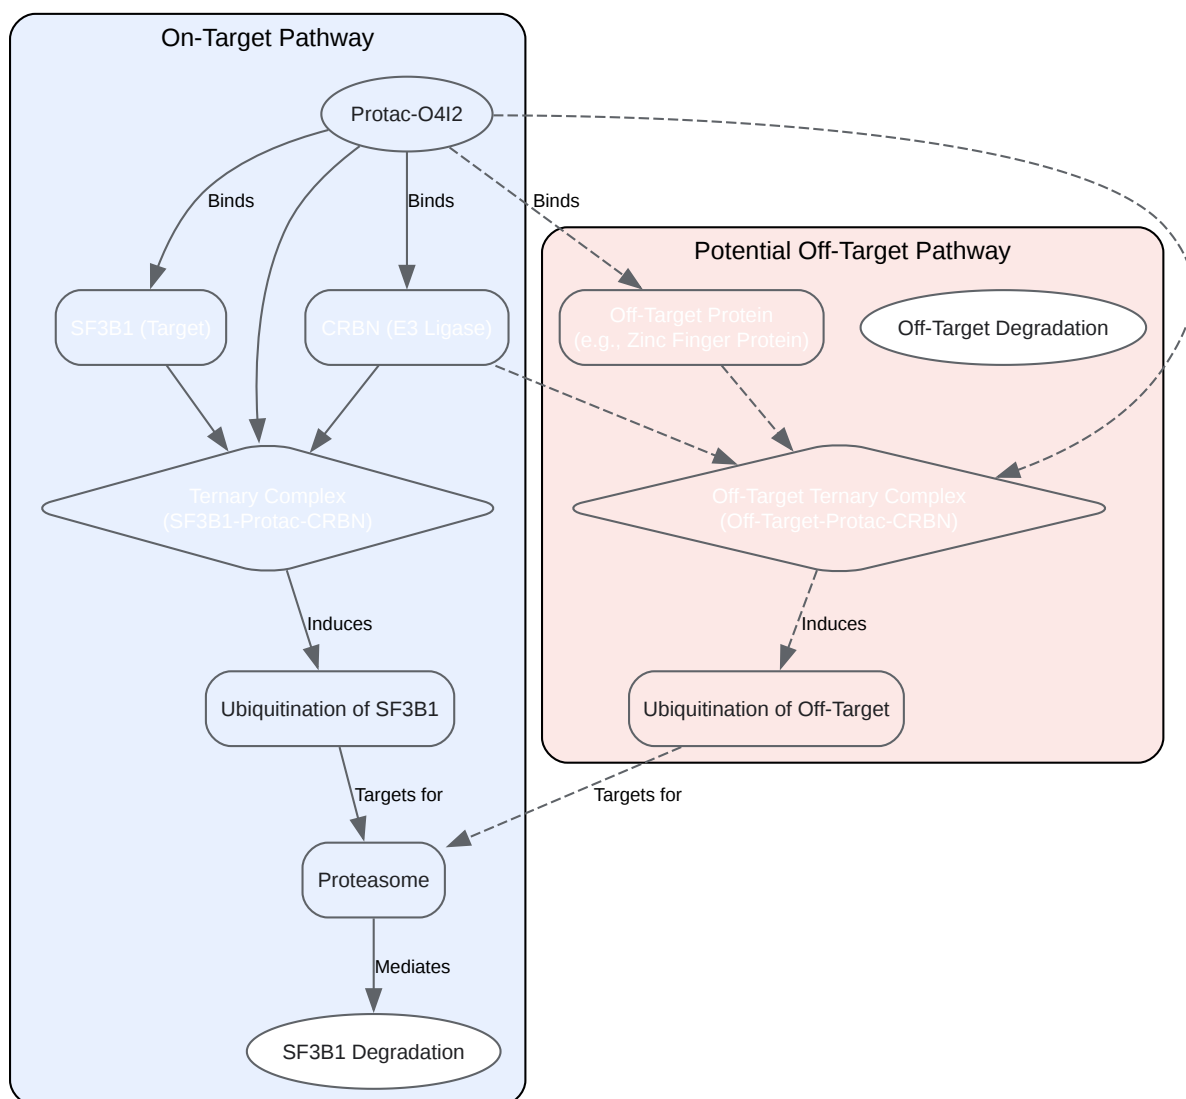 On-Target Pathway
Protac-O4I2
Binds
Binds
Binds
Potential Off-Target Pathway
SF3B1 (Target)
CRBN (E3 Ligase)
Off-Target Protein
(e.g., Zinc Finger Protein)
Off-Target Degradation
Ternary Complex
(SF3B1-Protac-CRBN)
Off-Target Ternary Complex
(Off-Target-Protac-CRBN)
Induces
Induces
Ubiquitination of SF3B1
Ubiquitination of Off-Target
Targets for
Targets for
Proteasome
Mediates
SF3B1 Degradation